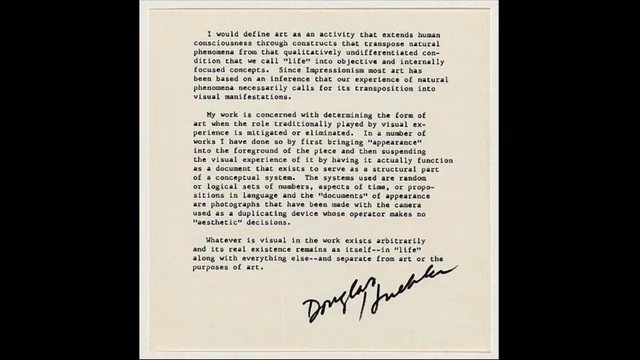 I would define art as an activity that extends human
consciousness through constructs that transpose natural
phenomena from that qualitatively undifferentiated con-
dition that we call "life" into objective and internally
focused concepts. Since Impressionism most art has
been based on an inference that our experience of natural
phenomena necessarily calls for its transposition into
visual manifestations.
My work is concerned with determining the form of
art when the role traditionally played by visual ex-
perience is mitigated or eliminated. In a number of
works I have done so by first bringing "appearance"
into the foreground of the piece and then suspending
the visual experience of it by having it actually function
as a document that exists to serve as a structural part
of a conceptual system. The systems used are random
or logical sets of numbers, aspects of time, or propo-
sitions in language and the "documents" of appearance
are photographs that have been made with the camera
used as a duplicating device whose operator makes no
"aesthetic" decisions.
Whatever is visual in the work exists arbitrarily
and its real existence remains as itself--in "life"
along with everything else--and separate from art or the
purposes of art.
Douglas Huebler